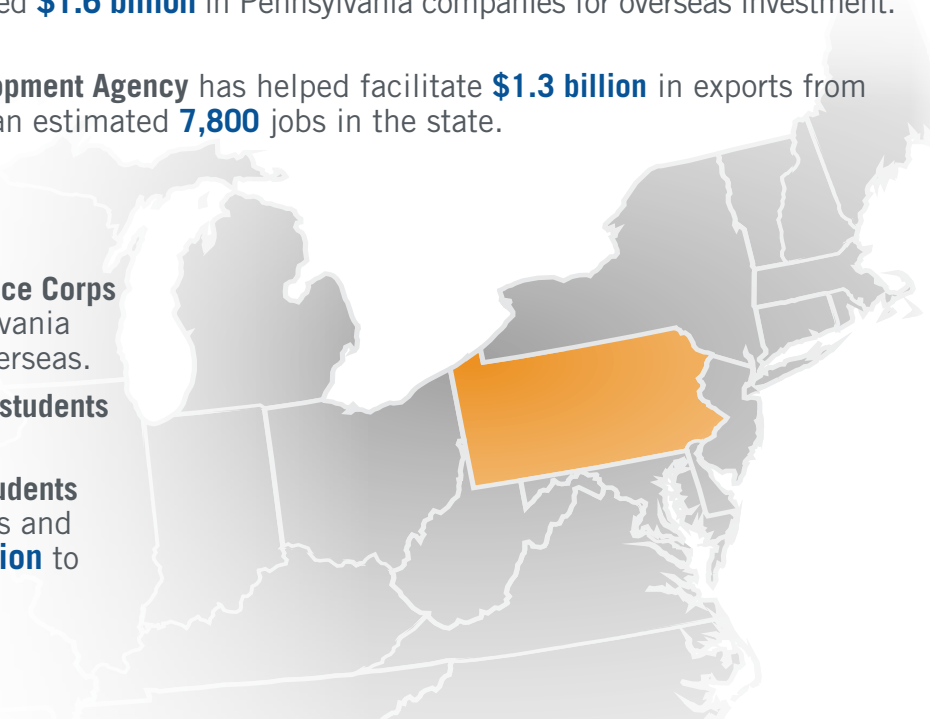 ed $1.6 billion in Pennsylvania companies for overseas investment.
opment Agency has helped facilitate $1.3 billion in exports from
an estimated 7,800 jobs in the state.
ce Corps
vania
erseas.
students
udents
s and
ion to